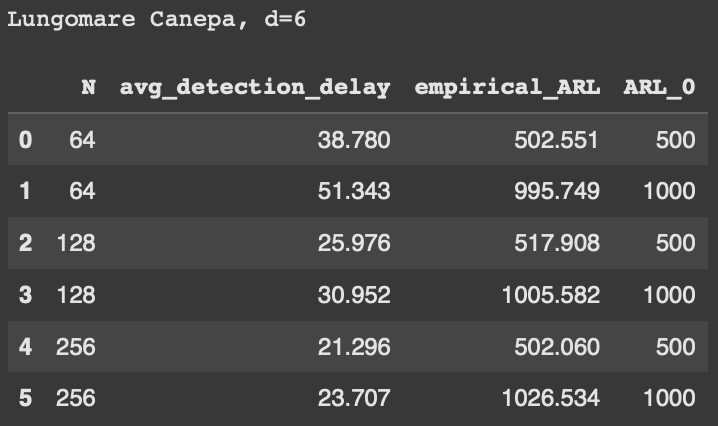 Lungomare Canepa, d=6
N avg_detection_delay empirical_ARL ARL_0
0 64 38.780 502.551 500
1 64 51.343 995.749 1000
2 128 25.976 517.908 500
3 128 30.952 1005.582 1000
4 256 21.296 502.060 500
5 256 23.707 1026.534 1000